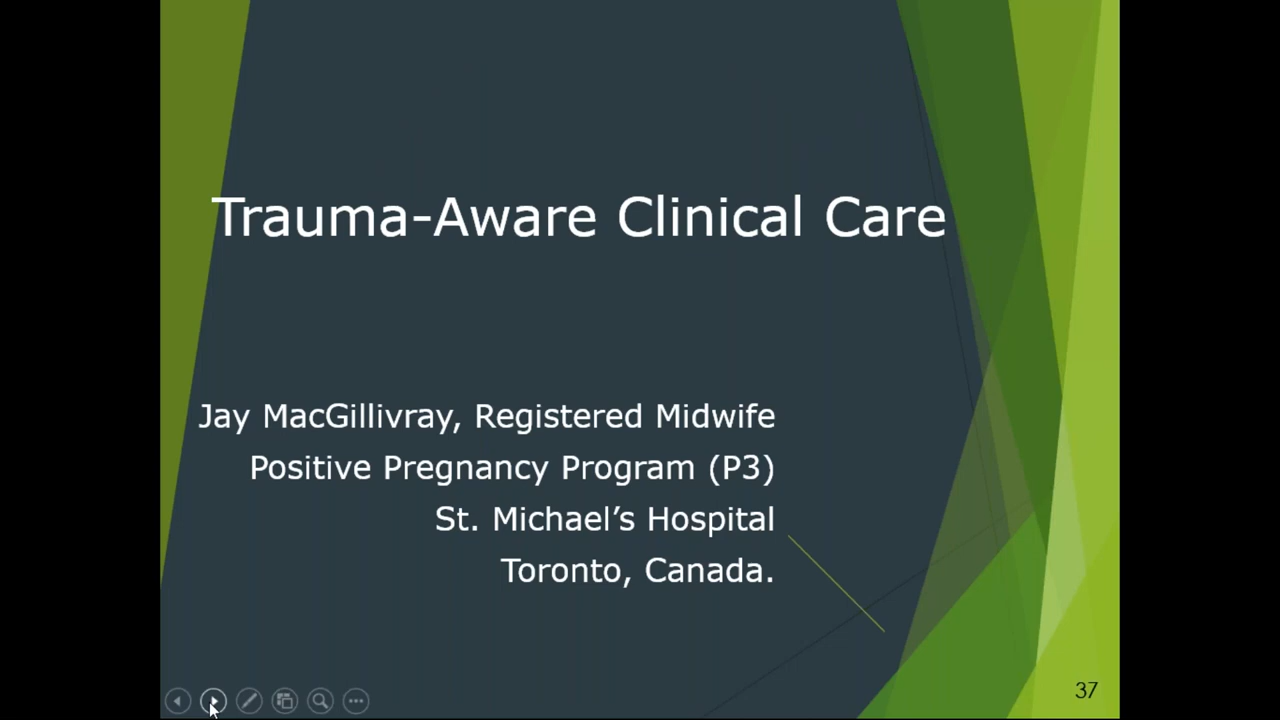 Trauma-Aware Clinical Care
Jay MacGillivray, Registered Midwife
Positive Pregnancy Program (P3)
St. Michael’s Hospital
Toronto, Canada.
37